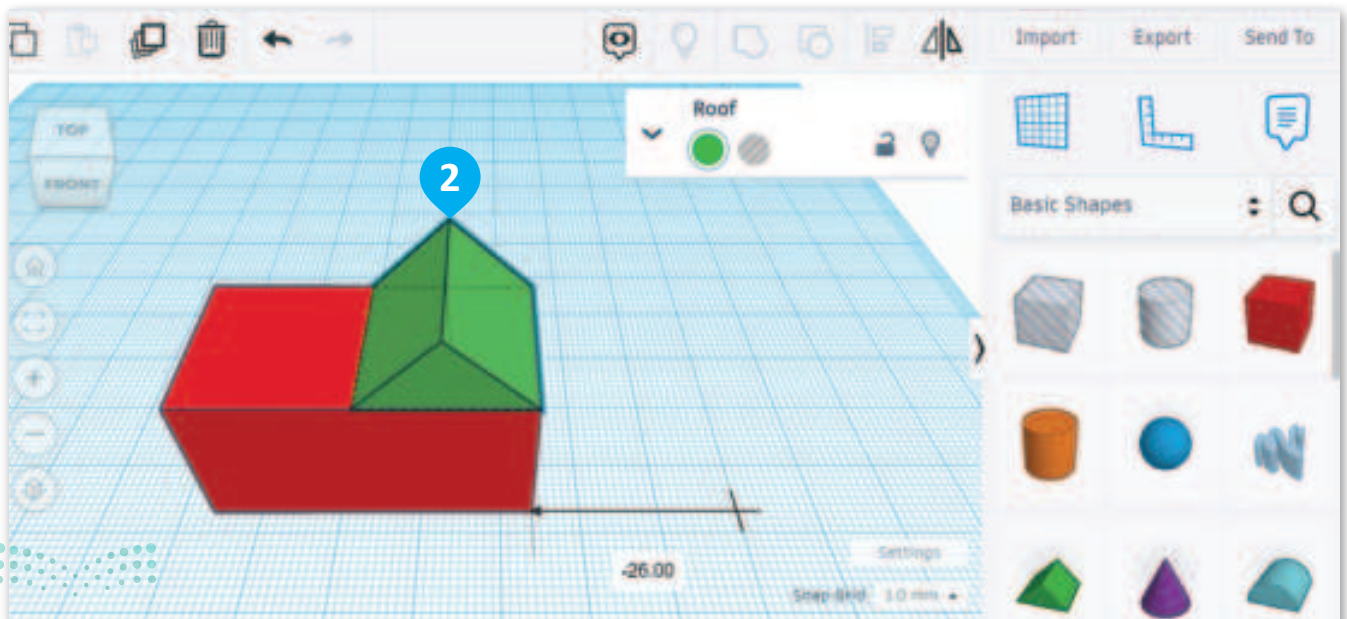 Import Export Send To
Roof
TOP
FRONT
2
Basic Shapes
-26.00
Settings
Snap Grid 1.0 mm